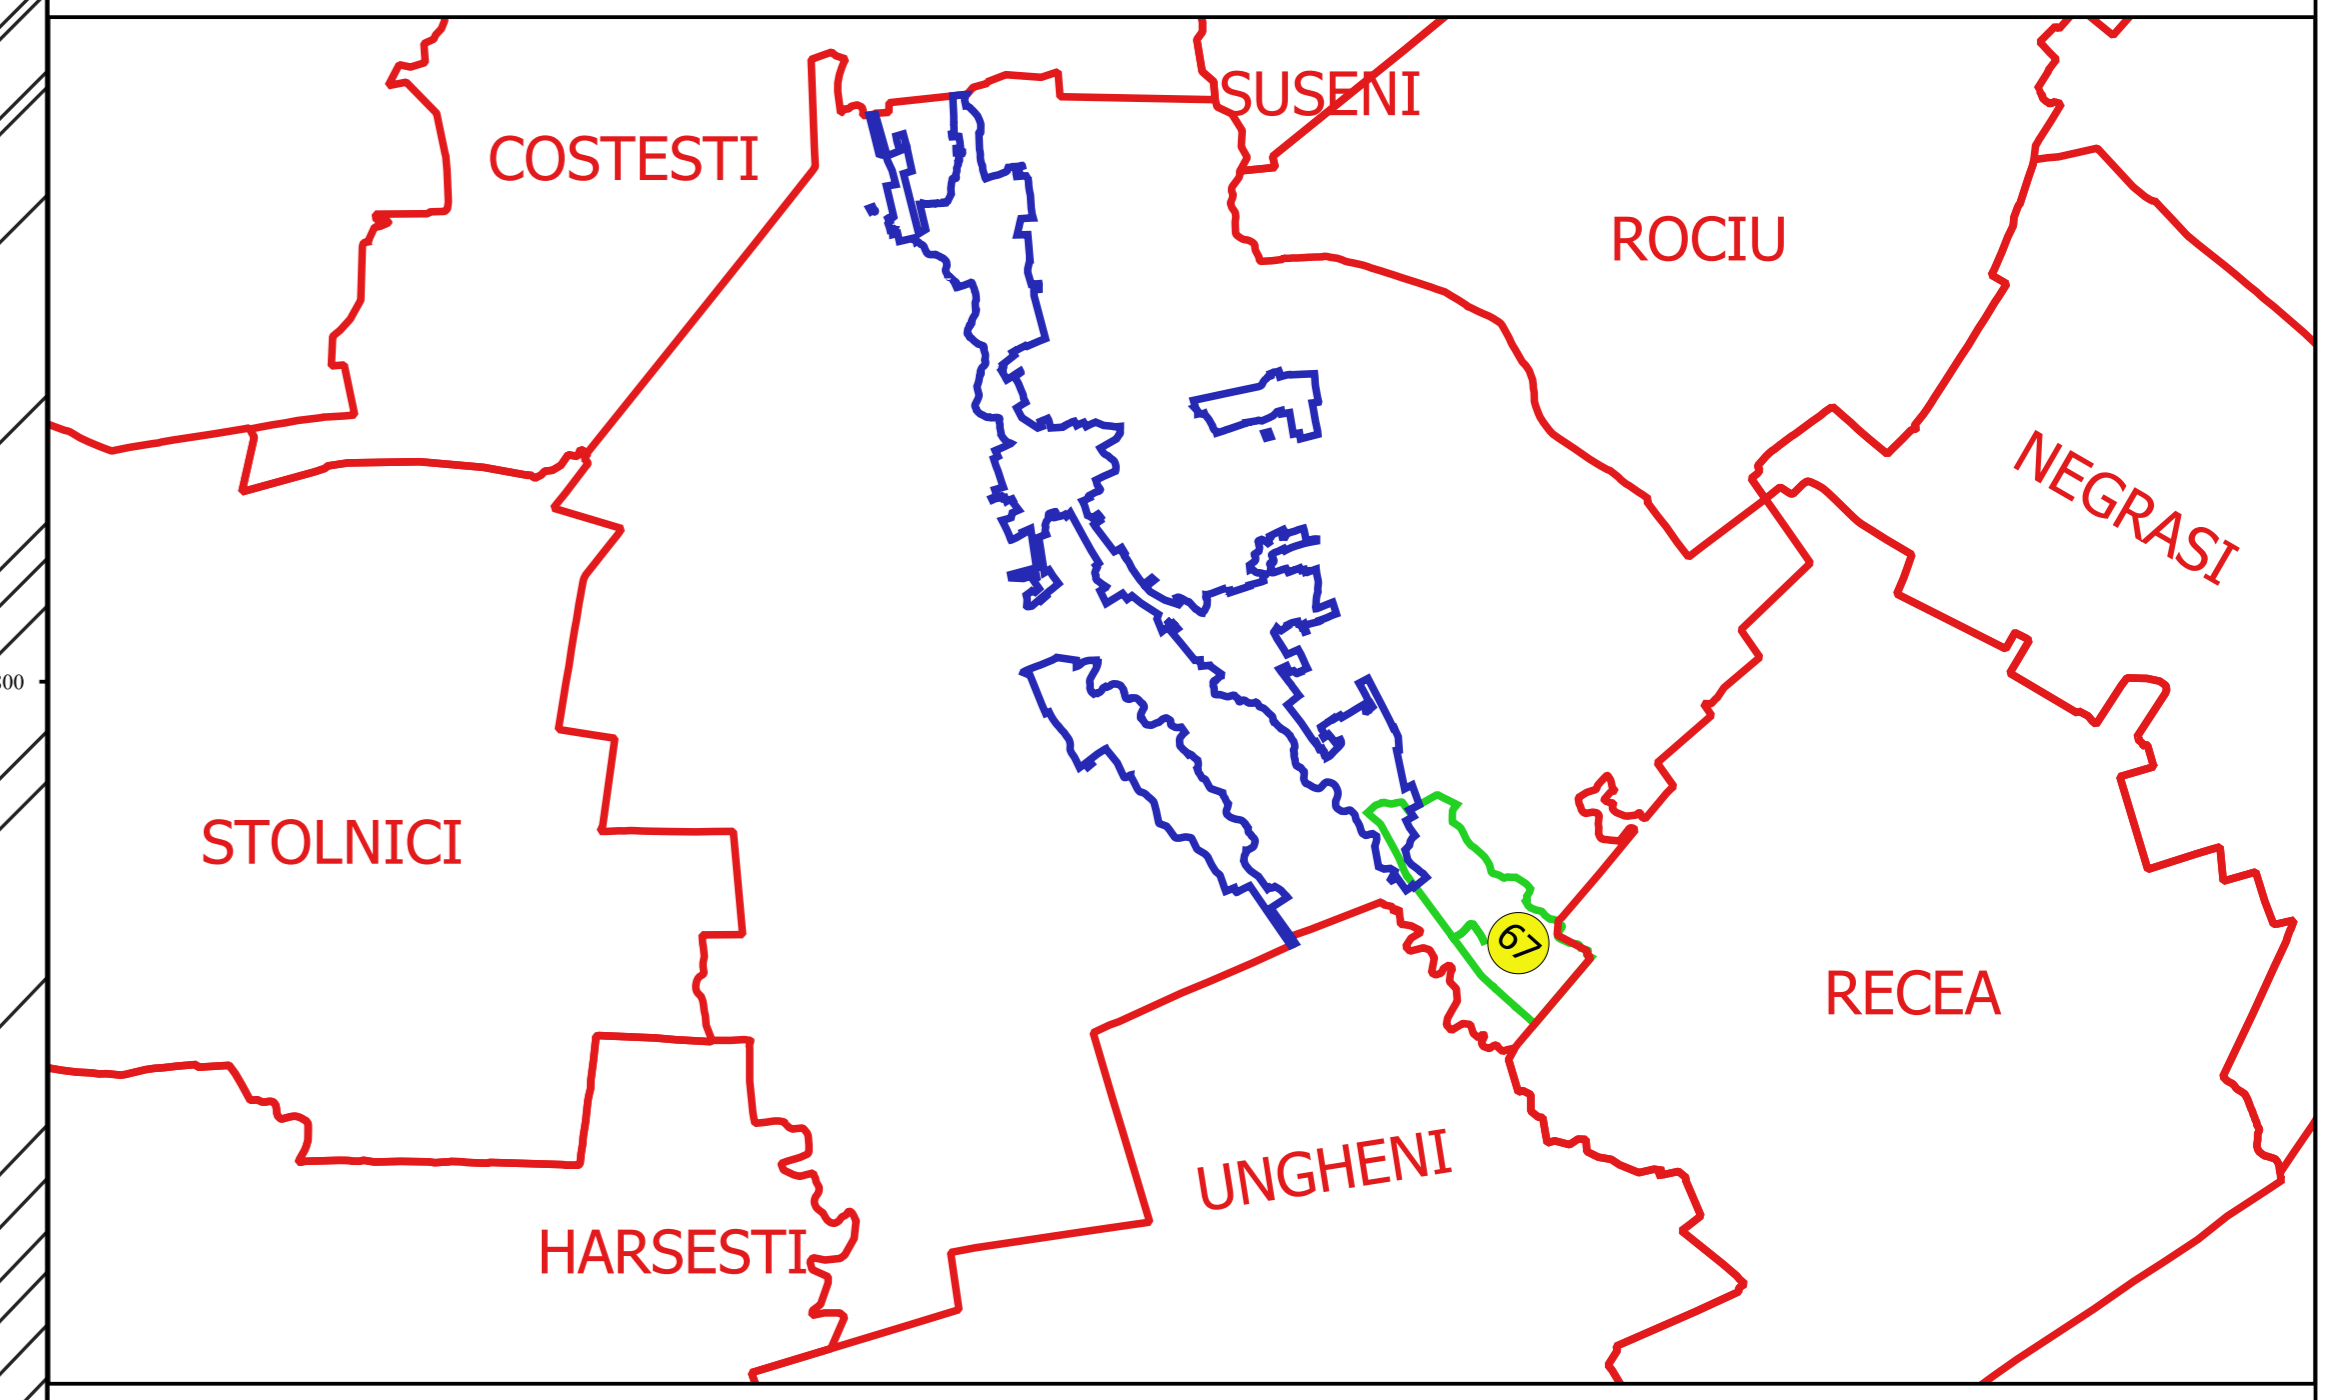 SUSENI
COSTESTI
ROCIU
NEGRASI
STOLNICI
67
RECEA
UNGHENI
HARSESTI